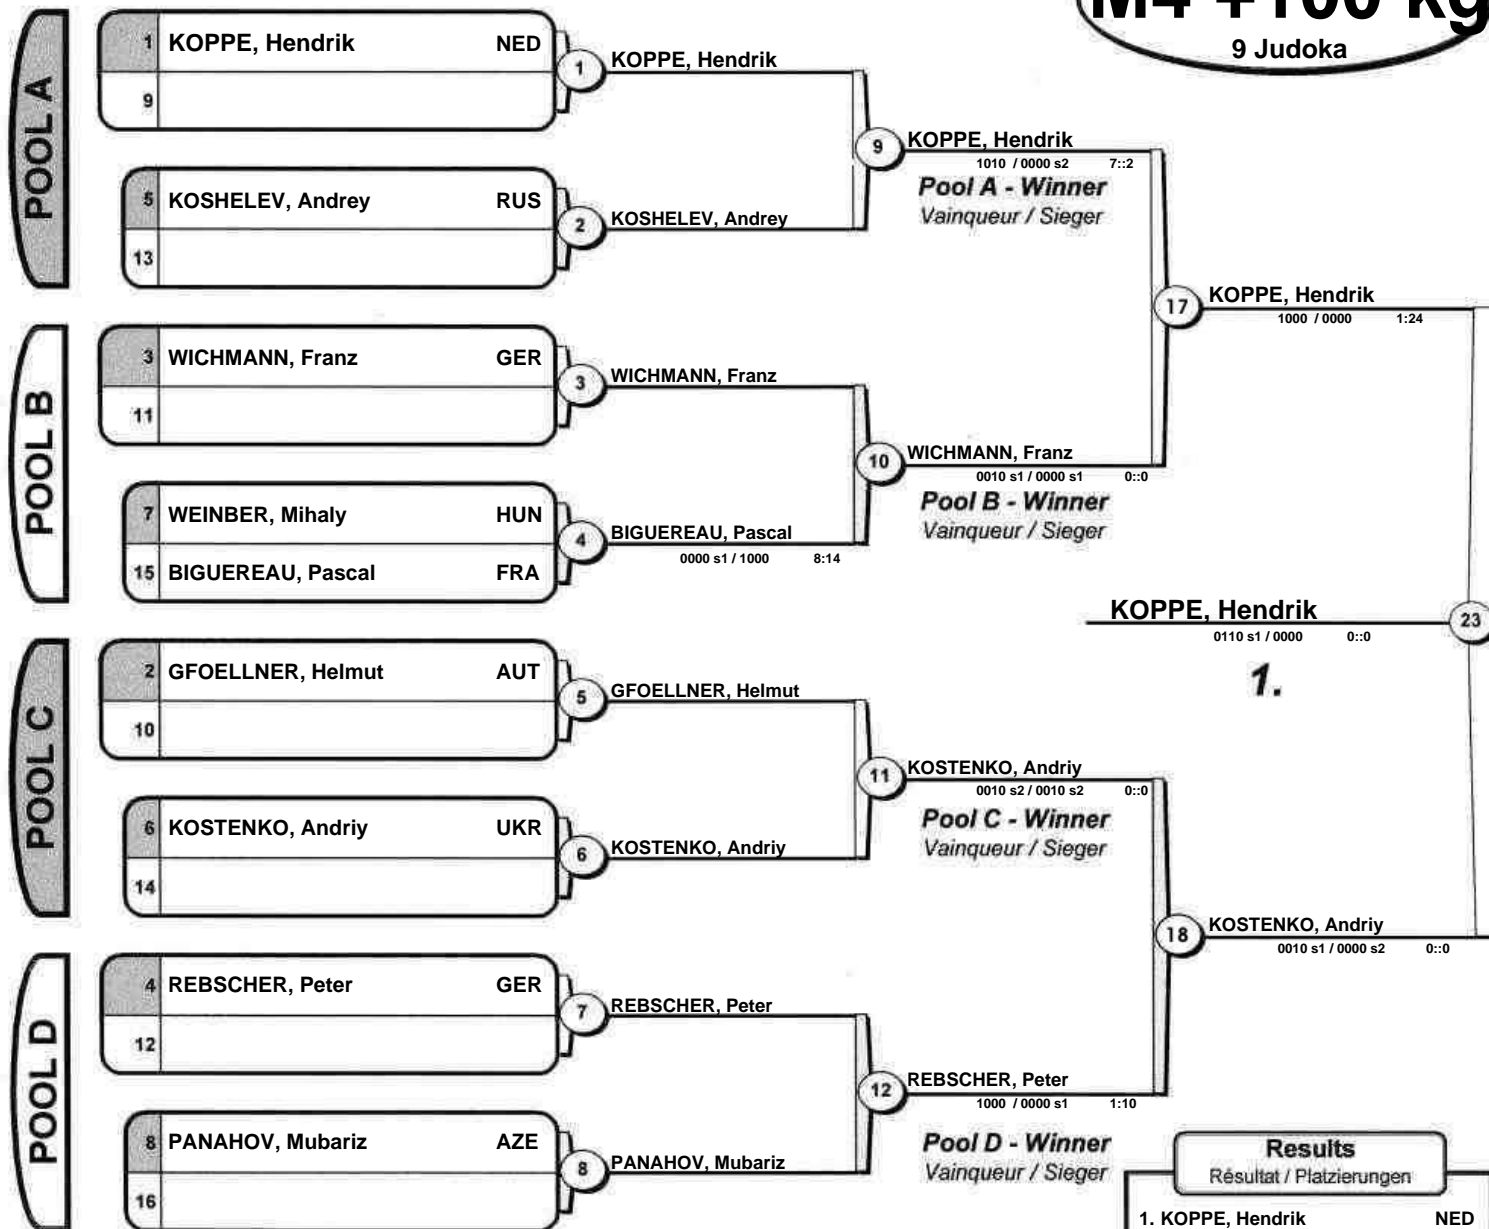 M4 +100 kg
9 Judoka
POOL A
1 KOPPE, Hendrik NED
9
1 KOPPE, Hendrik
5 KOSHELEV, Andrey RUS
13
2 KOSHELEV, Andrey
9 KOPPE, Hendrik
1010 / 0000 s2 7::2
Pool A - Winner
Vainqueur / Sieger
POOL B
3 WICHMANN, Franz GER
11
3 WICHMANN, Franz
7 WEINBER, Mihaly HUN
15 BIGUEREAU, Pascal FRA
4 BIGUEREAU, Pascal
0000 s1 / 1000 8:14
10 WICHMANN, Franz
0010 s1 / 0000 s1 0::0
Pool B - Winner
Vainqueur / Sieger
17 KOPPE, Hendrik
1000 / 0000 1:24
KOPPE, Hendrik 23
0110 s1 / 0000 0::0
1.
POOL C
2 GFOELLNER, Helmut AUT
10
5 GFOELLNER, Helmut
6 KOSTENKO, Andriy UKR
14
6 KOSTENKO, Andriy
11 KOSTENKO, Andriy
0010 s2 / 0010 s2 0::0
Pool C - Winner
Vainqueur / Sieger
18 KOSTENKO, Andriy
0010 s1 / 0000 s2 0::0
POOL D
4 REBSCHER, Peter GER
12
7 REBSCHER, Peter
8 PANAHOV, Mubariz AZE
16
8 PANAHOV, Mubariz
12 REBSCHER, Peter
1000 / 0000 s1 1:10
Pool D - Winner
Vainqueur / Sieger
Results
Résultat / Platzierungen
1. KOPPE, Hendrik NED